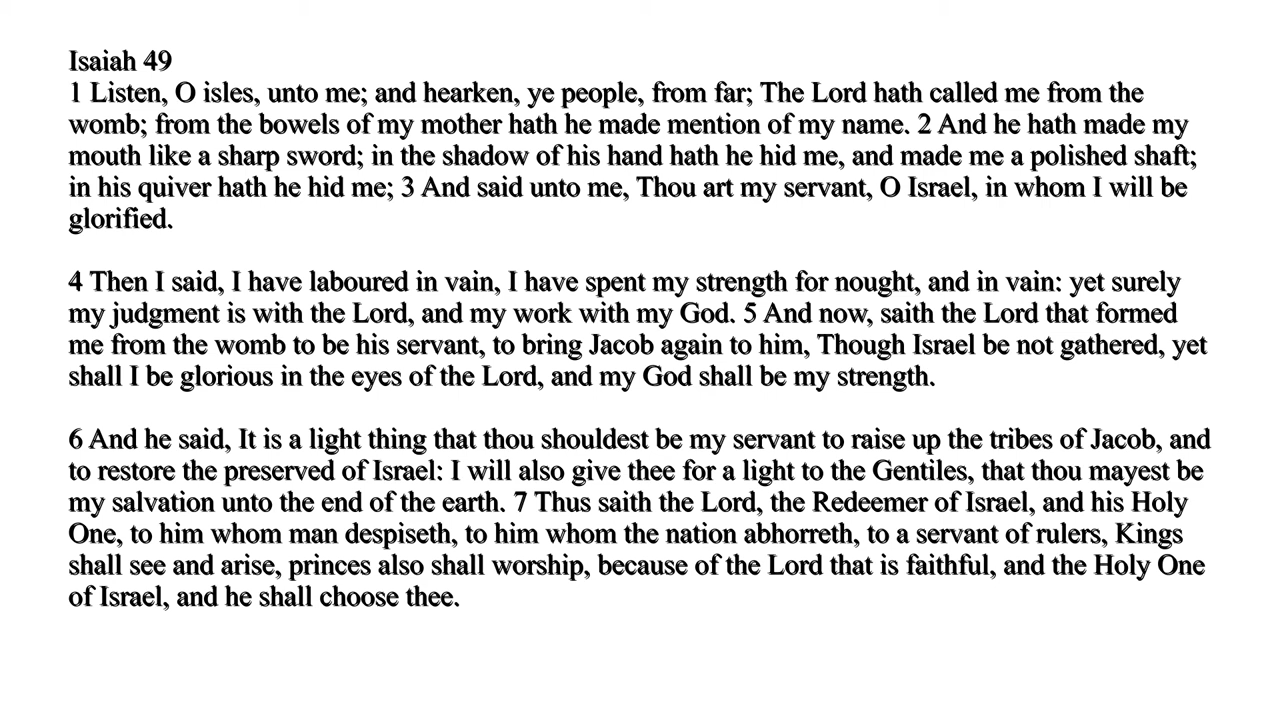 Isaiah 49
1 Listen, O isles, unto me; and hearken, ye people, from far; The Lord hath called me from the
womb; from the bowels of my mother hath he made mention of my name. 2 And he hath made my
mouth like a sharp sword; in the shadow of his hand hath he hid me, and made me a polished shaft;
in his quiver hath he hid me; 3 And said unto me, Thou art my servant, O Israel, in whom I will be
glorified.
4 Then I said, I have laboured in vain, I have spent my strength for nought, and in vain: yet surely
my judgment is with the Lord, and my work with my God. 5 And now, saith the Lord that formed
me from the womb to be his servant, to bring Jacob again to him, Though Israel be not gathered, yet
shall I be glorious in the eyes of the Lord, and my God shall be my strength.
6 And he said, It is a light thing that thou shouldest be my servant to raise up the tribes of Jacob, and
to restore the preserved of Israel: I will also give thee for a light to the Gentiles, that thou mayest be
my salvation unto the end of the earth. 7 Thus saith the Lord, the Redeemer of Israel, and his Holy
One, to him whom man despiseth, to him whom the nation abhorreth, to a servant of rulers, Kings
shall see and arise, princes also shall worship, because of the Lord that is faithful, and the Holy One
of Israel, and he shall choose thee.